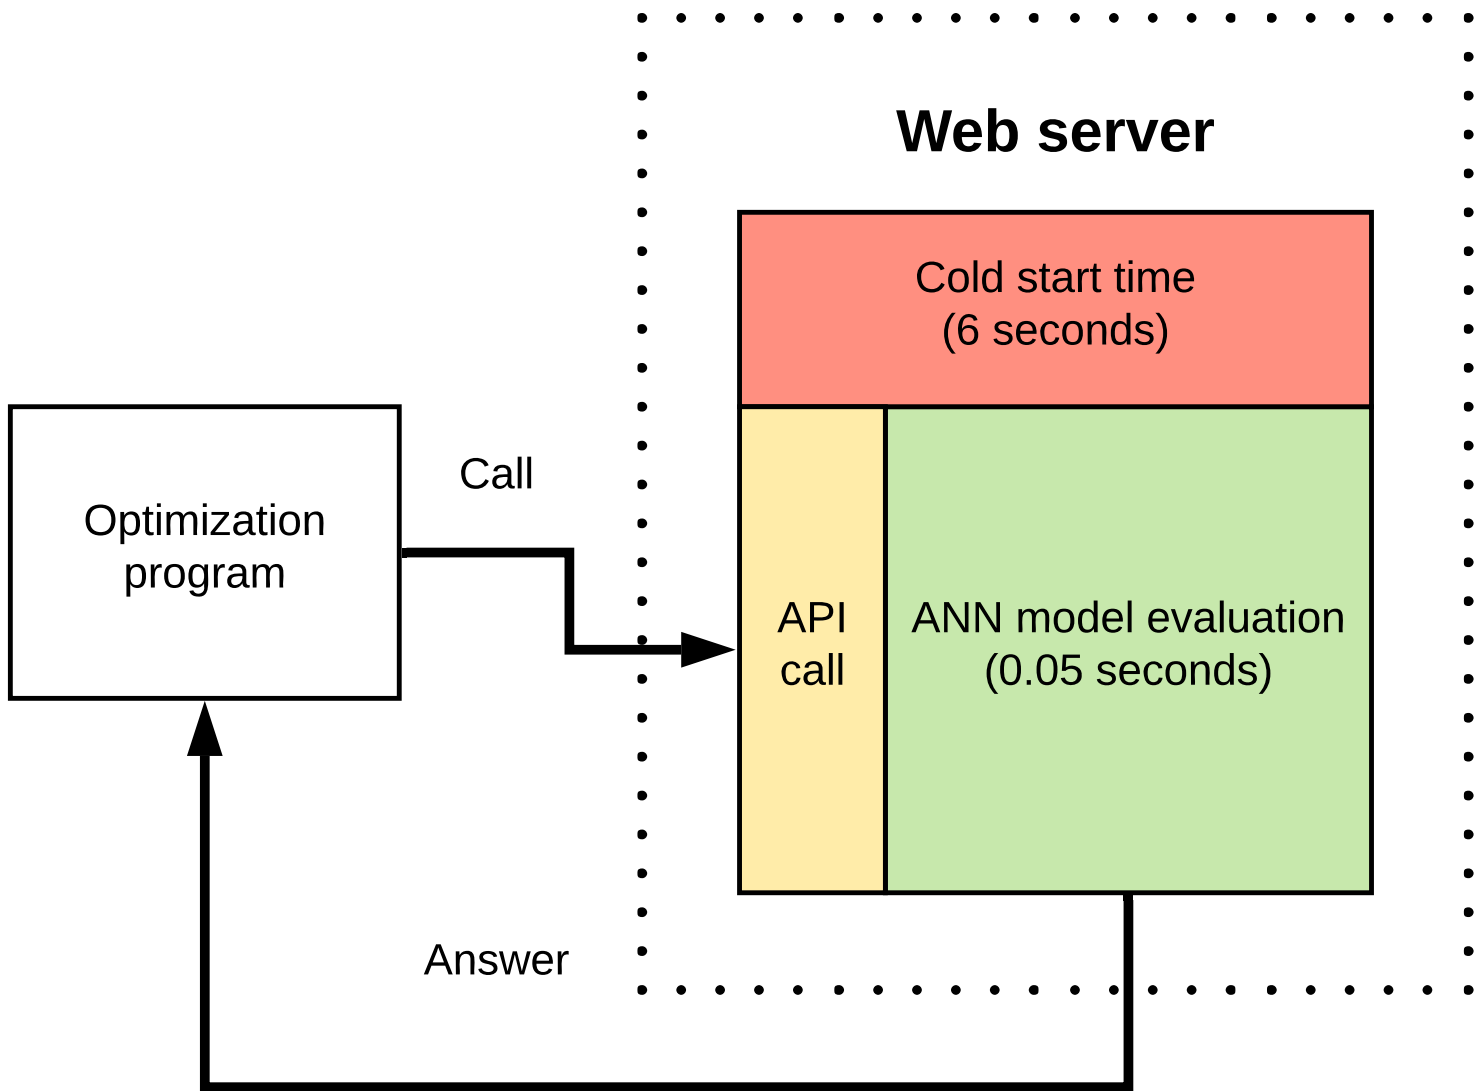 Web server
Cold start time
(6 seconds)
Optimization
program
Call
API
call
ANN model evaluation
(0.05 seconds)
Answer